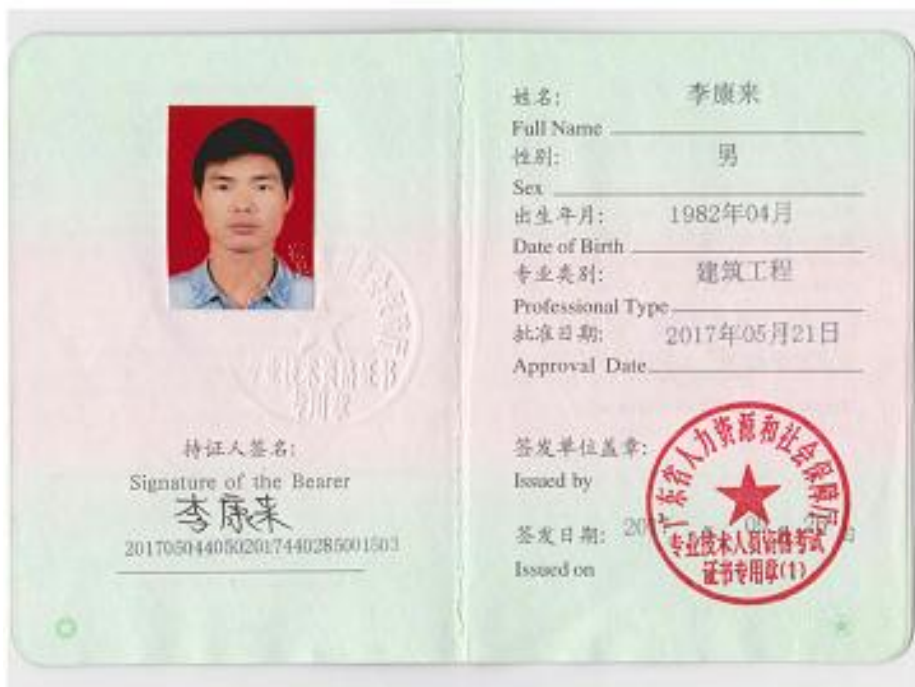 持证人签名:
Signature of the Bearer
李康来
2017050440502017440285001503
姓名: 李康来
Full Name
性别: 男
Sex
出生年月: 1982年04月
Date of Birth
专业类别: 建筑工程
Professional Type
批准日期: 2017年05月21日
Approval Date
签发单位盖章:
Issued by
签发日期:
Issued on
广东省人力资源和社会保障厅
专业技术人员资格考试
证书专用章(1)